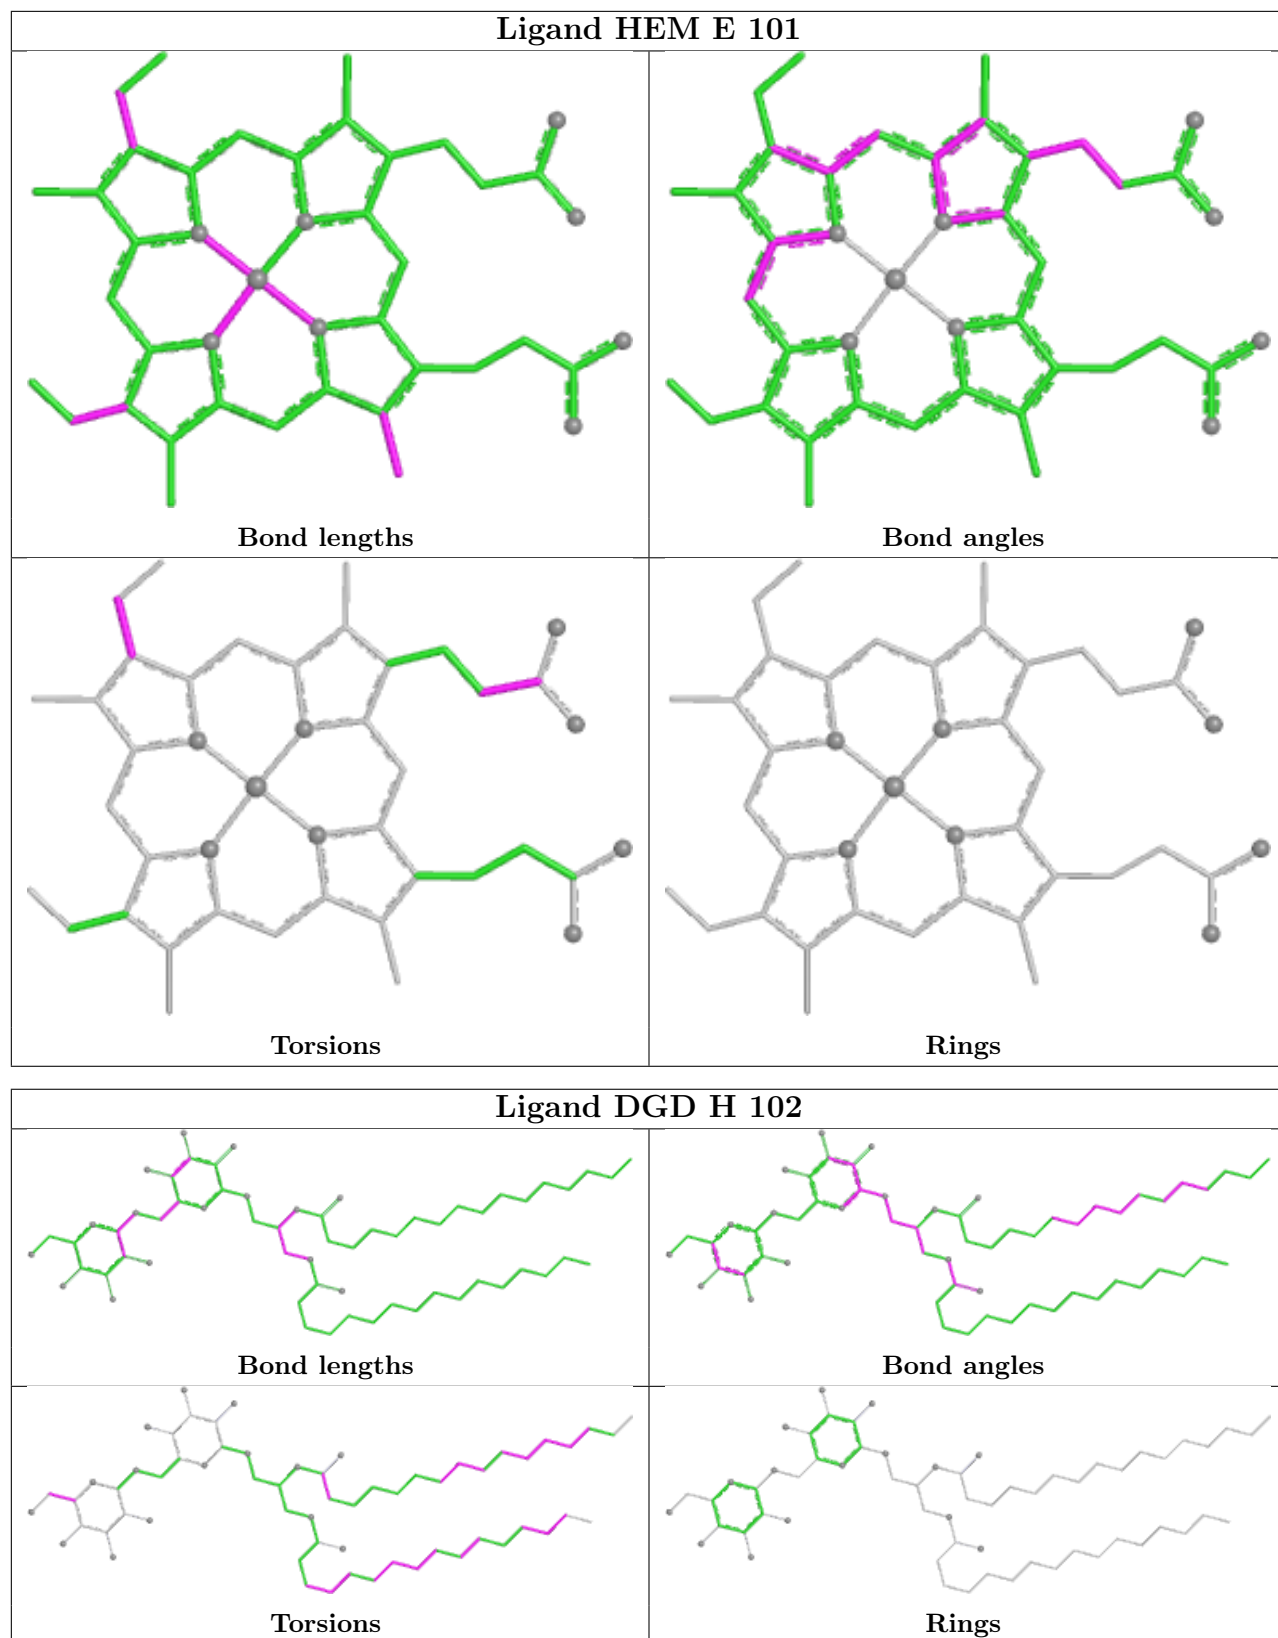 Ligand HEM E 101
Bond lengths
Bond angles
Torsions
Rings
Ligand DGD H 102
Bond lengths
Bond angles
Torsions
Rings